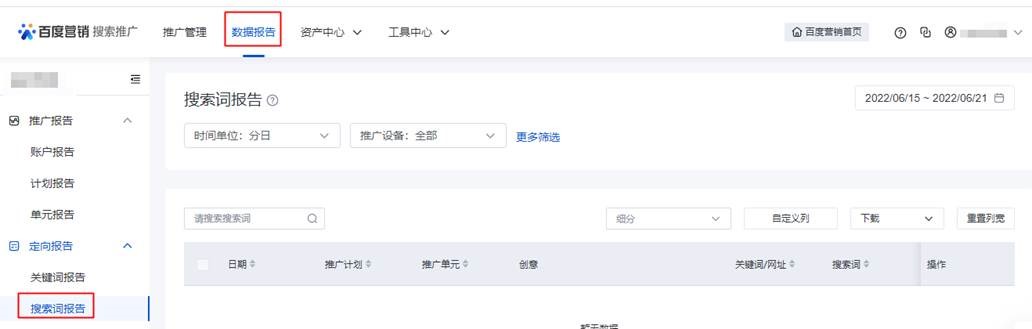 百度营销 搜索推广 推广管理 数据报告 资产中心 工具中心 百度营销首页
推广报告
账户报告
计划报告
单元报告
定向报告
关键词报告
搜索词报告
搜索词报告
2022/06/15 ~ 2022/06/21
时间单位：分日 推广设备：全部 更多筛选
请搜索搜索词 细分 自定义列 下载 重置列宽
日期 推广计划 推广单元 创意 关键词/网址 搜索词 操作
暂无数据